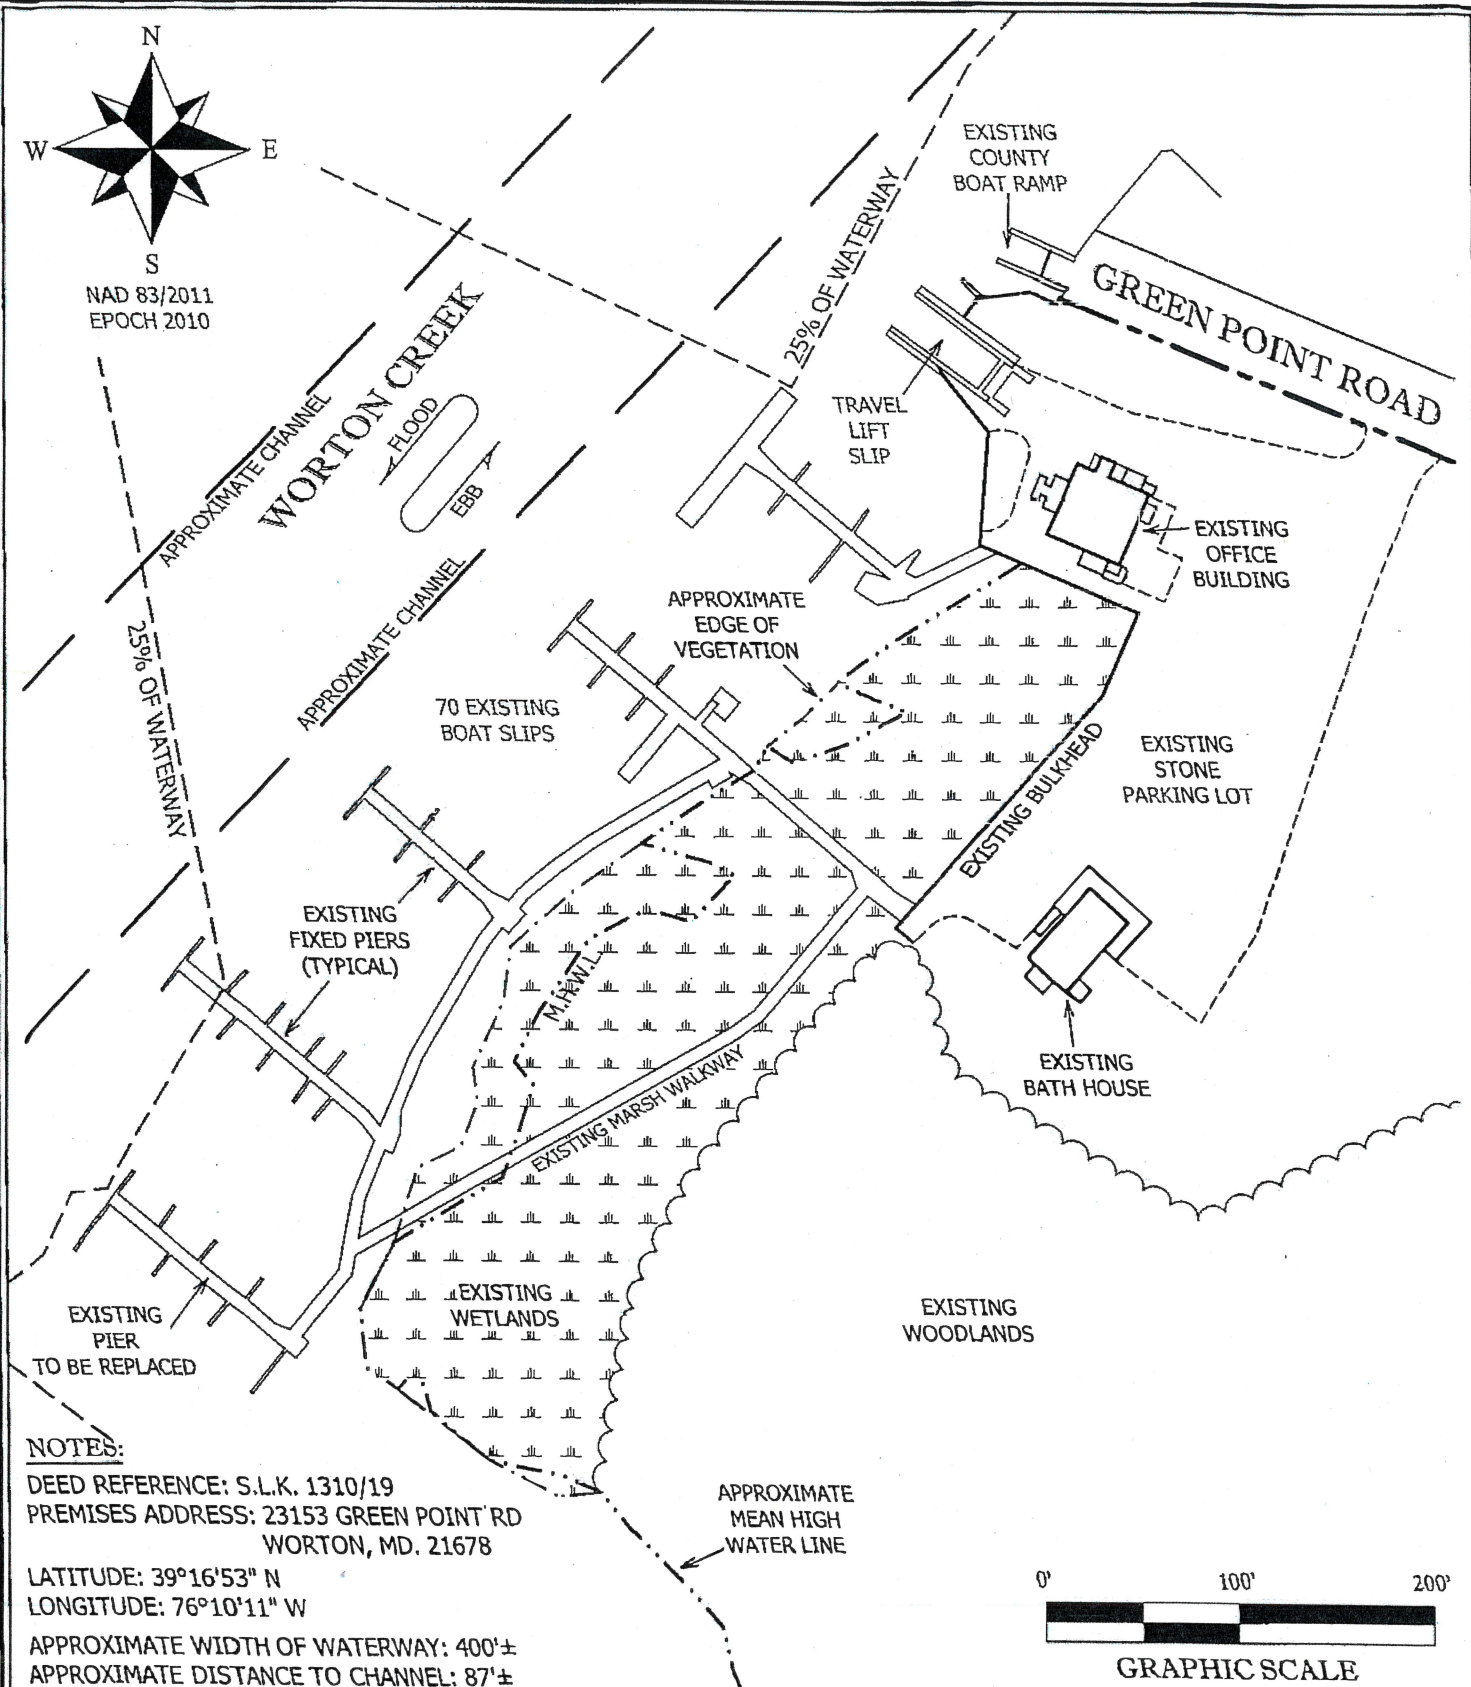 N
W
E
S
NAD 83/2011
EPOCH 2010
EXISTING
COUNTY
BOAT RAMP
25% OF WATERWAY
GREEN POINT ROAD
APPROXIMATE CHANNEL
WORTON CREEK
FLOOD
EBB
TRAVEL
LIFT
SLIP
EXISTING
OFFICE
BUILDING
APPROXIMATE CHANNEL
APPROXIMATE
EDGE OF
VEGETATION
25% OF WATERWAY
70 EXISTING
BOAT SLIPS
EXISTING BULKHEAD
EXISTING
STONE
PARKING LOT
EXISTING
FIXED PIERS
(TYPICAL)
M.H.W.L.
EXISTING MARSH WALKWAY
EXISTING
BATH HOUSE
EXISTING
PIER
TO BE REPLACED
EXISTING
WETLANDS
EXISTING
WOODLANDS
NOTES:
DEED REFERENCE: S.L.K. 1310/19
PREMISES ADDRESS: 23153 GREEN POINT RD
WORTON, MD. 21678
LATITUDE: 39°16'53" N
LONGITUDE: 76°10'11" W
APPROXIMATE WIDTH OF WATERWAY: 400'±
APPROXIMATE DISTANCE TO CHANNEL: 87'±
APPROXIMATE
MEAN HIGH
WATER LINE
0' 100' 200'
GRAPHIC SCALE